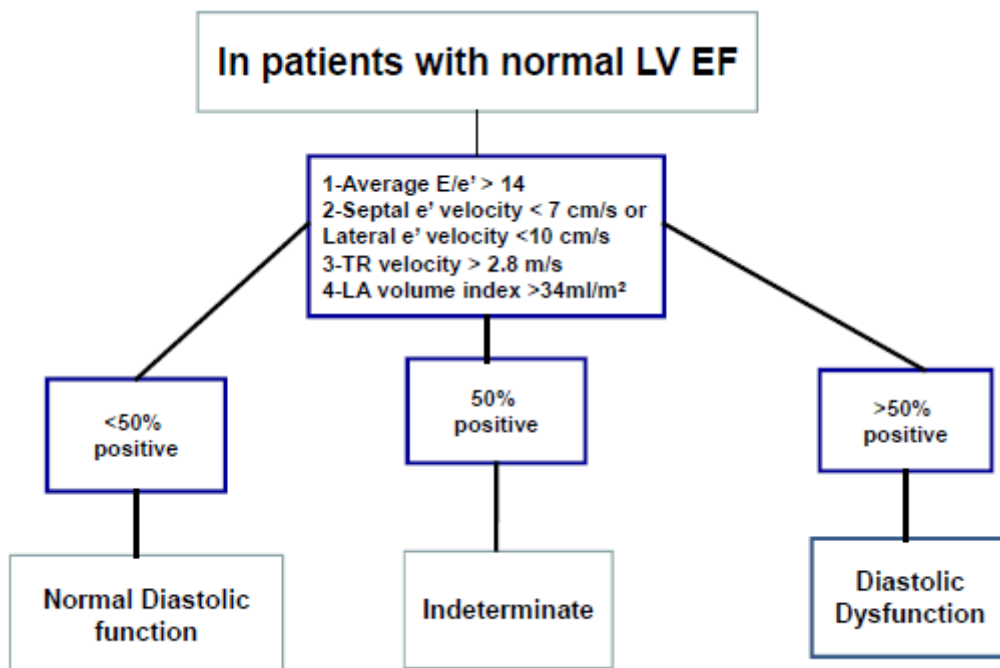 In patients with normal LV EF
1-Average E/e' > 14
2-Septal e' velocity < 7 cm/s or
Lateral e' velocity <10 cm/s
3-TR velocity > 2.8 m/s
4-LA volume index >34ml/m²
<50%
positive
50%
positive
>50%
positive
Normal Diastolic
function
Indeterminate
Diastolic
Dysfunction